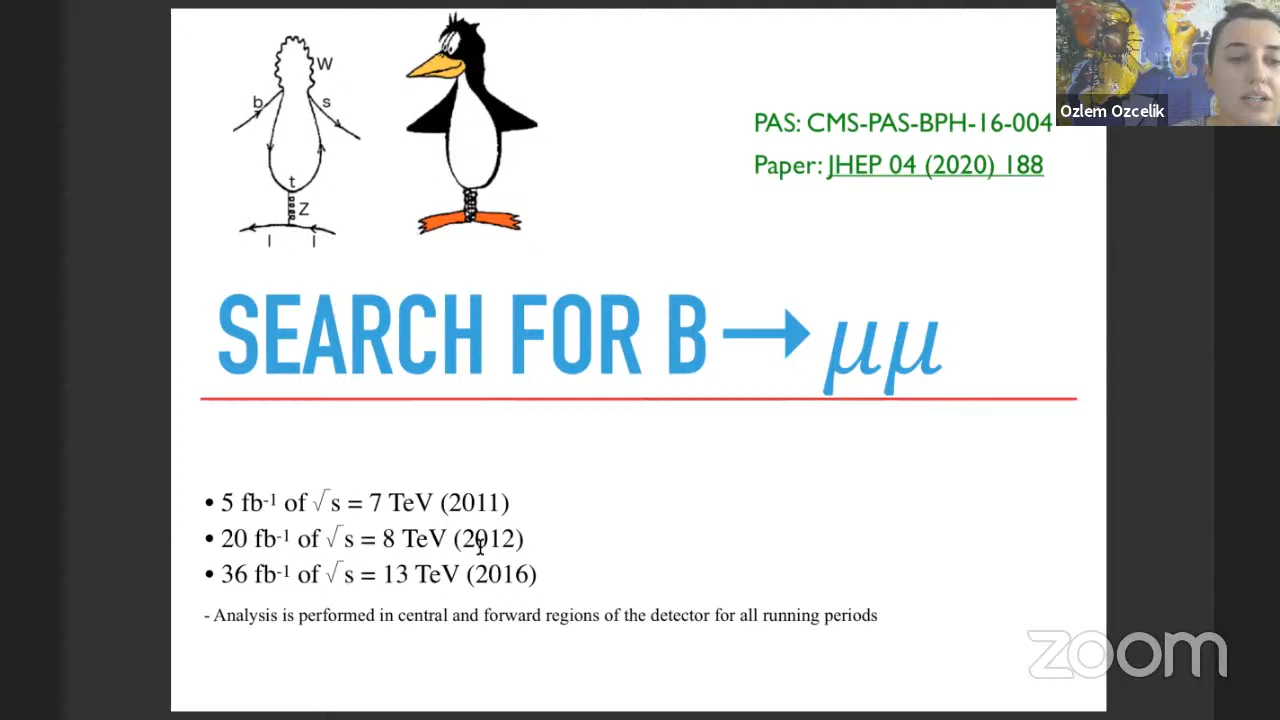 W
b
s
t
Z
l
l
PAS: CMS-PAS-BPH-16-004
Paper: JHEP 04 (2020) 188
Ozlem Ozcelik
SEARCH FOR B→μμ
• 5 fb-1 of √s = 7 TeV (2011)
• 20 fb-1 of √s = 8 TeV (2012)
• 36 fb-1 of √s = 13 TeV (2016)
- Analysis is performed in central and forward regions of the detector for all running periods
zoom